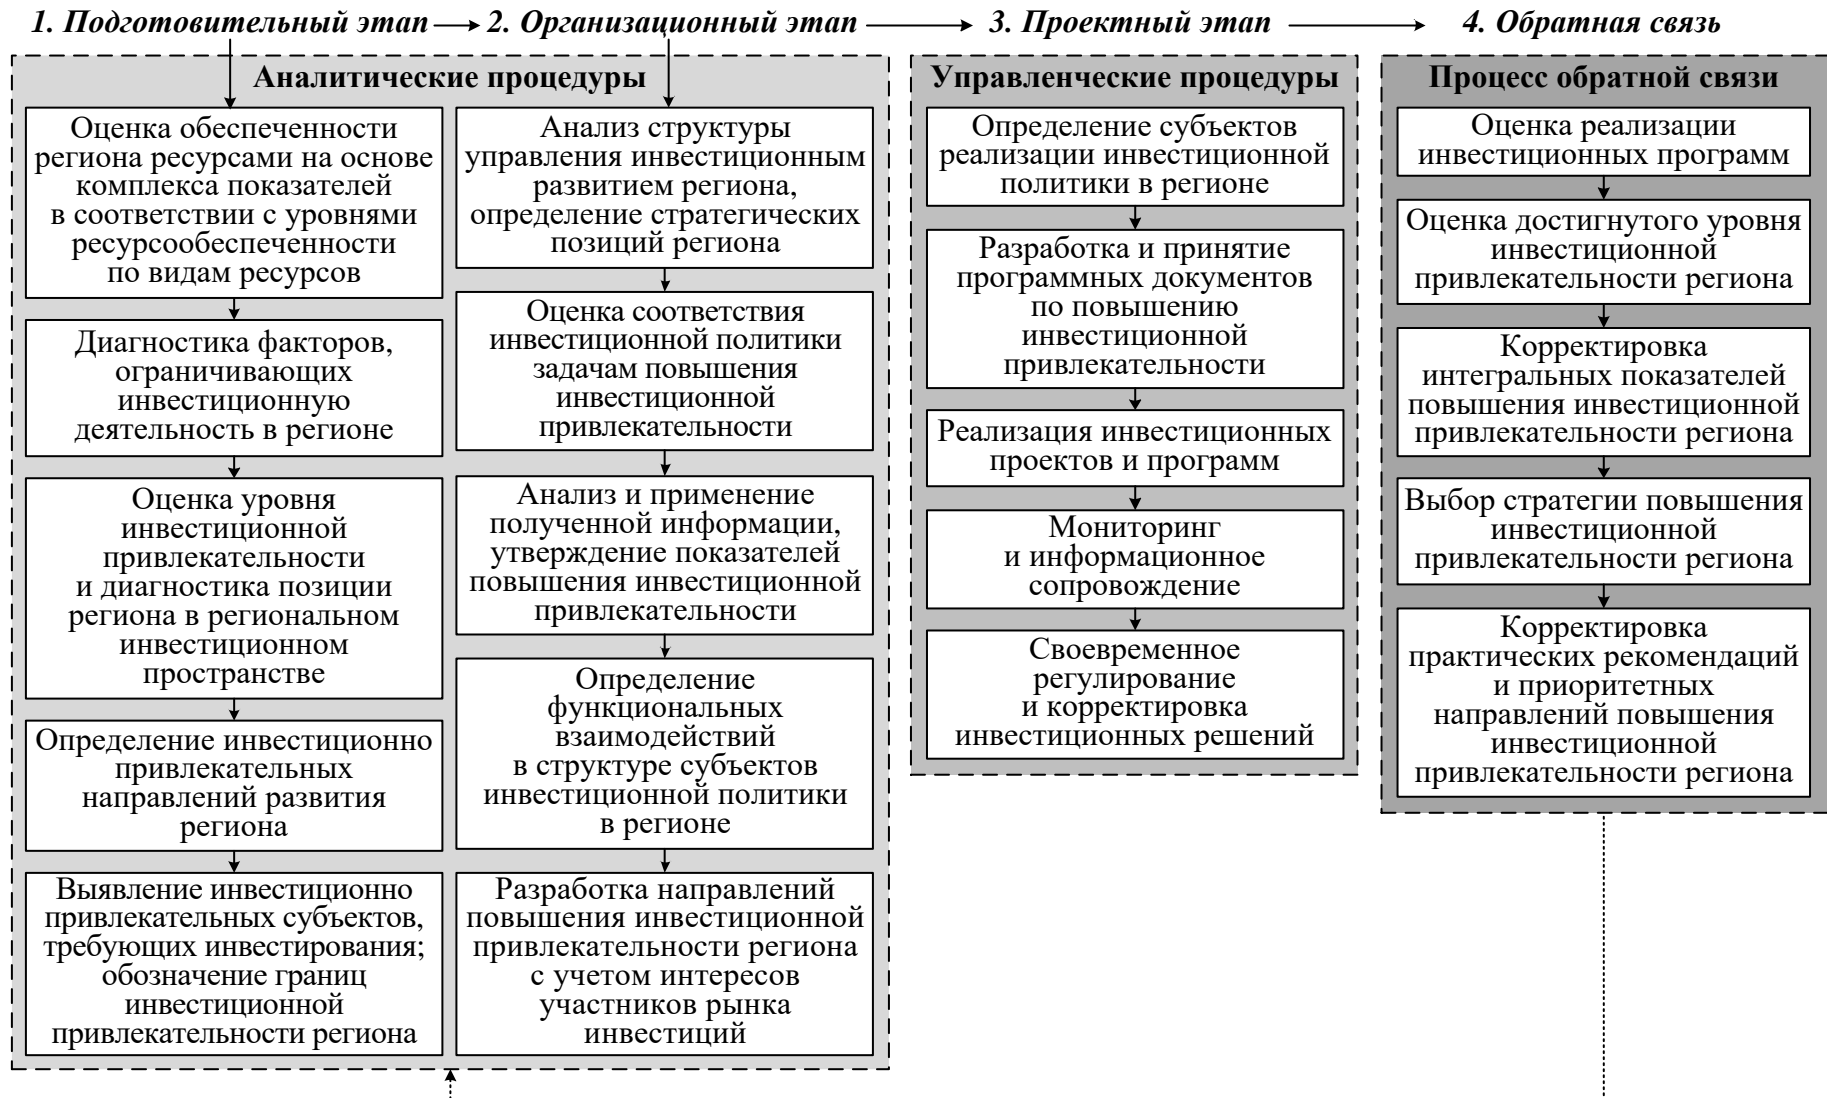 1. Подготовительный этап
2. Организационный этап
3. Проектный этап
4. Обратная связь
Аналитические процедуры
Оценка обеспеченности
региона ресурсами на основе
комплекса показателей
в соответствии с уровнями
ресурсообеспеченности
по видам ресурсов
Диагностика факторов,
ограничивающих
инвестиционную
деятельность в регионе
Оценка уровня
инвестиционной
привлекательности
и диагностика позиции
региона в региональном
инвестиционном
пространстве
Определение инвестиционно
привлекательных
направлений развития
региона
Выявление инвестиционно
привлекательных субъектов,
требующих инвестирования;
обозначение границ
инвестиционной
привлекательности региона
Анализ структуры
управления инвестиционным
развитием региона,
определение стратегических
позиций региона
Оценка соответствия
инвестиционной политики
задачам повышения
инвестиционной
привлекательности
Анализ и применение
полученной информации,
утверждение показателей
повышения инвестиционной
привлекательности
Определение
функциональных
взаимодействий
в структуре субъектов
инвестиционной политики
в регионе
Разработка направлений
повышения инвестиционной
привлекательности региона
с учетом интересов
участников рынка
инвестиций
Управленческие процедуры
Определение субъектов
реализации инвестиционной
политики в регионе
Разработка и принятие
программных документов
по повышению
инвестиционной
привлекательности
Реализация инвестиционных
проектов и программ
Мониторинг
и информационное
сопровождение
Своевременное
регулирование
и корректировка
инвестиционных решений
Процесс обратной связи
Оценка реализации
инвестиционных программ
Оценка достигнутого уровня
инвестиционной
привлекательности региона
Корректировка
интегральных показателей
повышения инвестиционной
привлекательности региона
Выбор стратегии повышения
инвестиционной
привлекательности региона
Корректировка
практических рекомендаций
и приоритетных
направлений повышения
инвестиционной
привлекательности региона